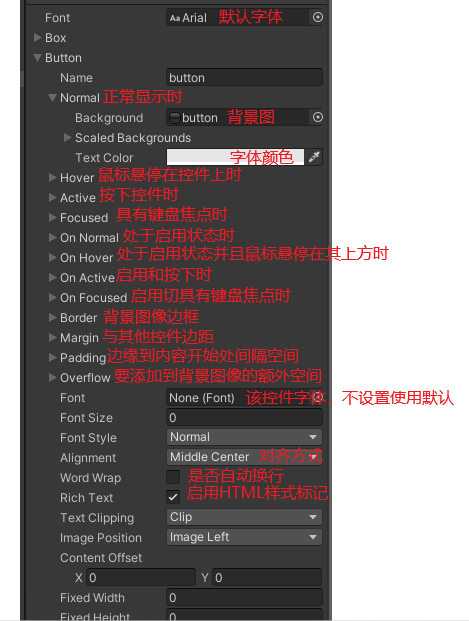 Font Aa Arial 默认字体
Box
Button
Name button
Normal 正常显示时
Background button 背景图
Scaled Backgrounds
Text Color 字体颜色
Hover 鼠标悬停在控件上时
Active 按下控件时
Focused 具有键盘焦点时
On Normal 处于启用状态时
On Hover 处于启用状态并且鼠标悬停在其上方时
On Active 启用和按下时
On Focused 启用切具有键盘焦点时
Border 背景图像边框
Margin 与其他控件边距
Padding 边缘到内容开始处间隔空间
Overflow 要添加到背景图像的额外空间
Font None (Font) 该控件字体 不设置使用默认
Font Size 0
Font Style Normal
Alignment Middle Center 对齐方式
Word Wrap 是否自动换行
Rich Text 启用HTML样式标记
Text Clipping Clip
Image Position Image Left
Content Offset
X 0 Y 0
Fixed Width 0
Fixed Height 0